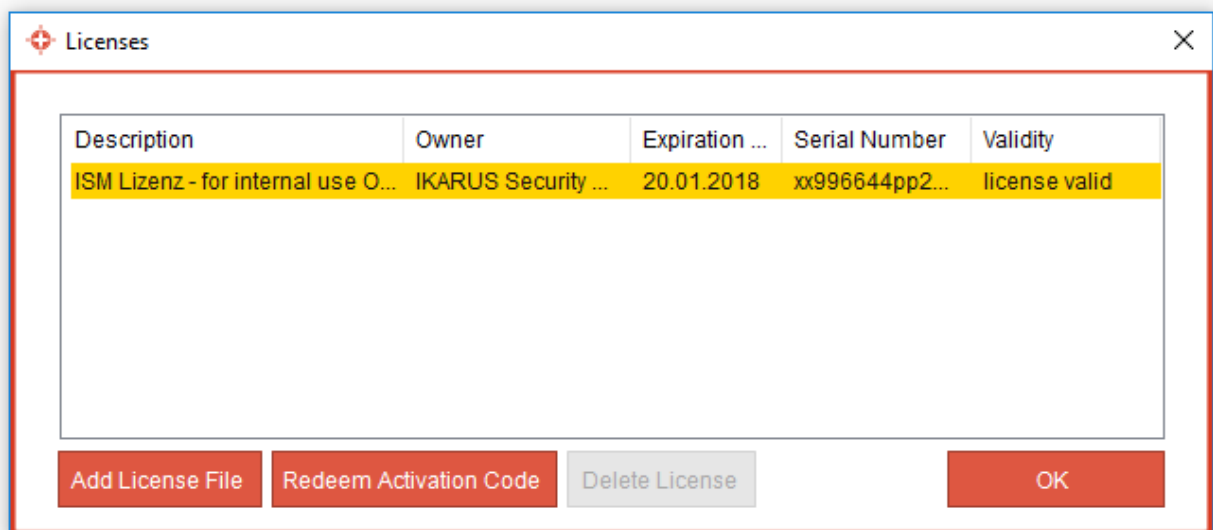 Licenses
Description Owner Expiration ... Serial Number Validity
ISM Lizenz - for internal use O... IKARUS Security ... 20.01.2018 xx996644pp2... license valid
Add License File Redeem Activation Code Delete License OK